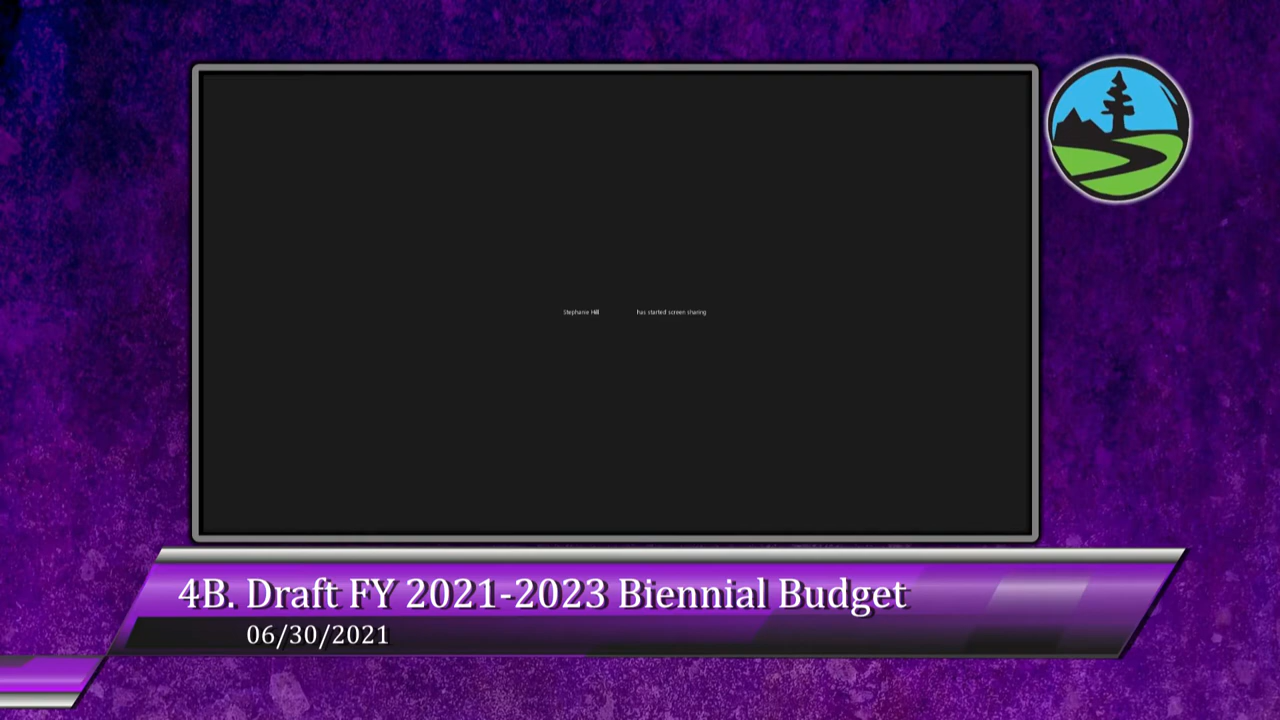 Stephanie Hill has started screen sharing
4B. Draft FY 2021-2023 Biennial Budget
06/30/2021